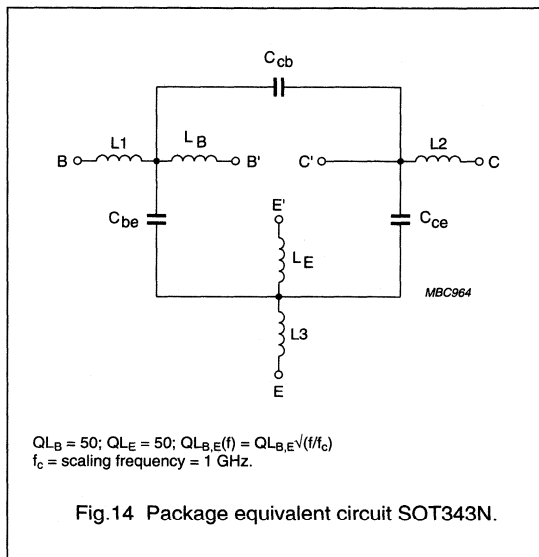 C_cb
L1
L_B
L2
B
B'
C'
C
E'
C_be
C_ce
L_E
MBC964
L3
E
QL_B = 50; QL_E = 50; QL_B,E(f) = QL_B,E√(f/f_c)
f_c = scaling frequency = 1 GHz.
Fig.14 Package equivalent circuit SOT343N.